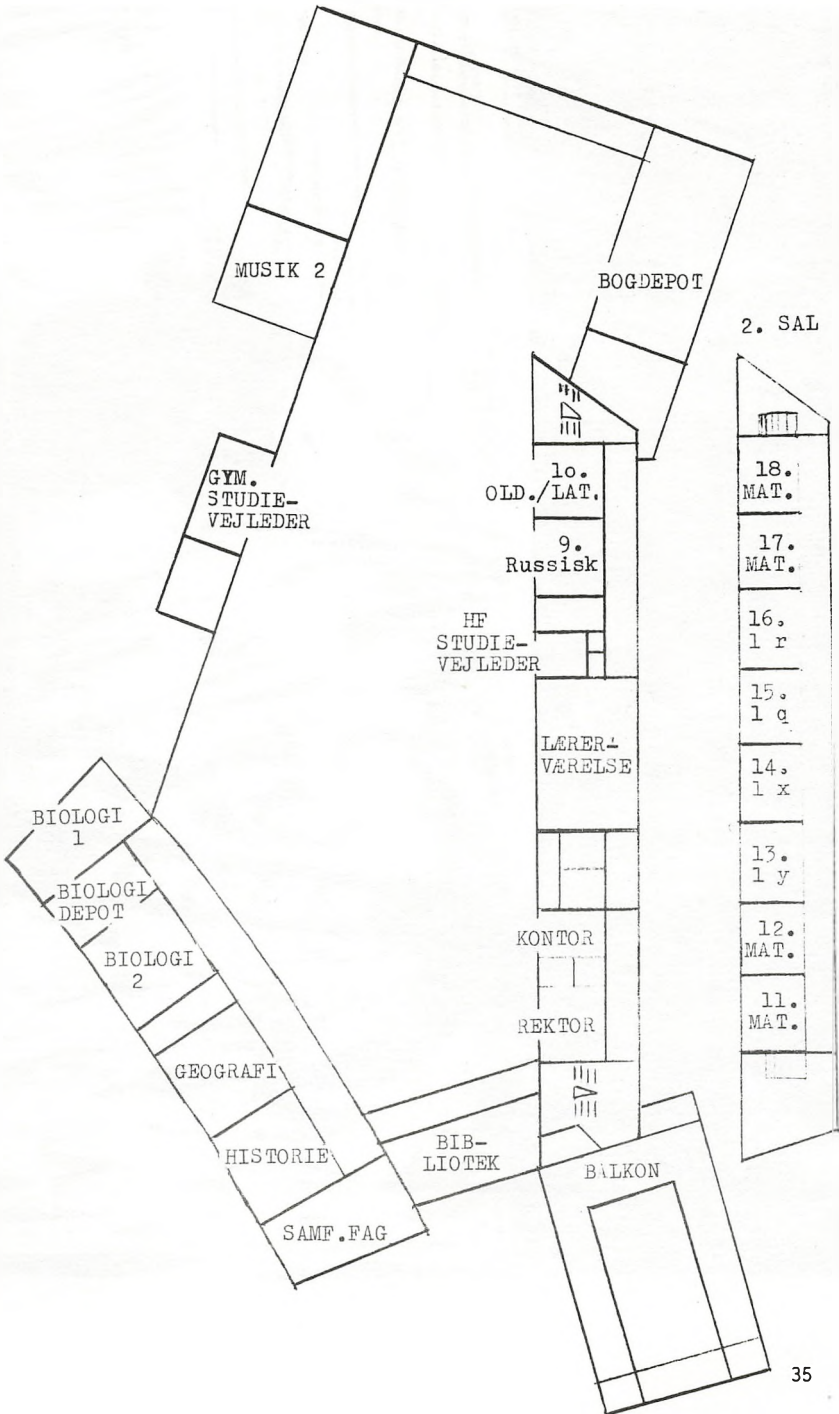 MUSIK 2
BOGDEPOT
2. SAL
GYM.
STUDIE-
VEJLEDER
1o.
OLD./LAT.
9.
Russisk
HF
STUDIE-
VEJLEDER
LÆRER-
VÆRELSE
KONTOR
REKTOR
18.
MAT.
17.
MAT.
16.
1 r
15.
1 q
14.
1 x
13.
1 y
12.
MAT.
11.
MAT.
BIOLOGI
1
BIOLOGI
DEPOT
BIOLOGI
2
GEOGRAFI
HISTORIE
SAMF.FAG
BIB-
LIOTEK
BALKON
35